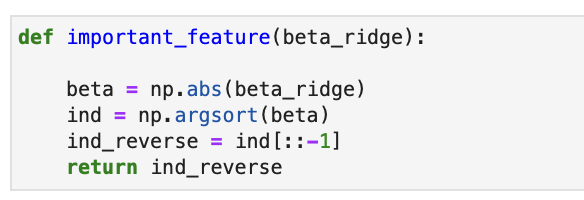 def important_feature(beta_ridge):
    beta = np.abs(beta_ridge)
    ind = np.argsort(beta)
    ind_reverse = ind[::-1]
    return ind_reverse